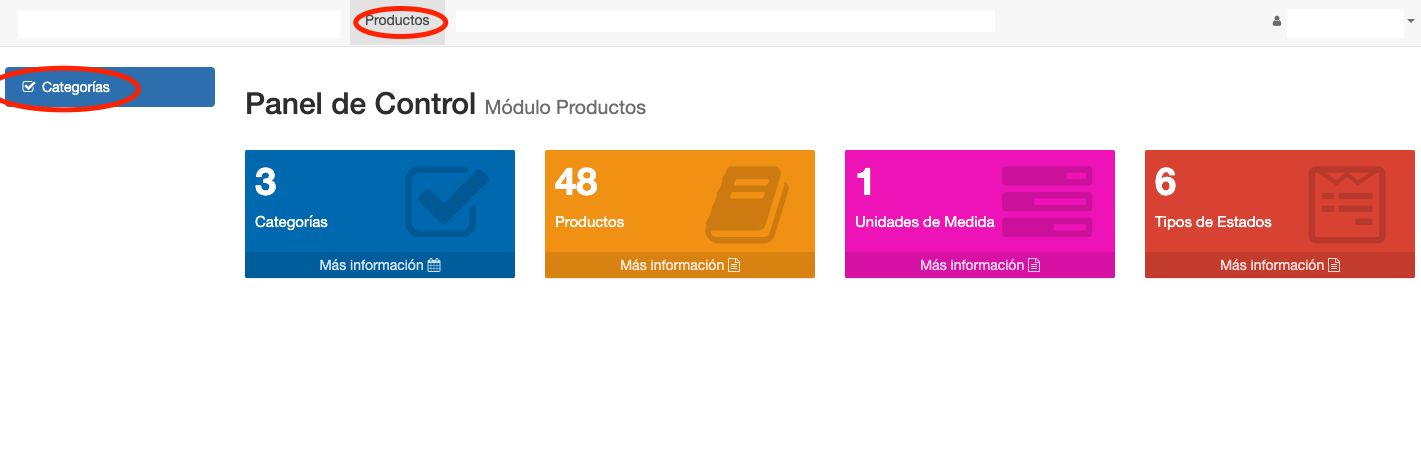 Productos
Categorías
Panel de Control Módulo Productos
3
Categorías
Más información
48
Productos
Más información
1
Unidades de Medida
Más información
6
Tipos de Estados
Más información